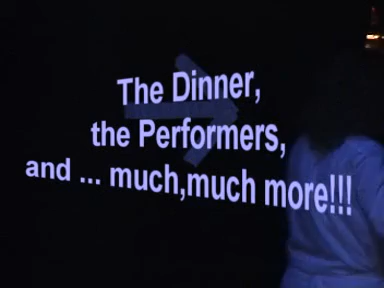 The Dinner,
the Performers,
and ... much,much more!!!